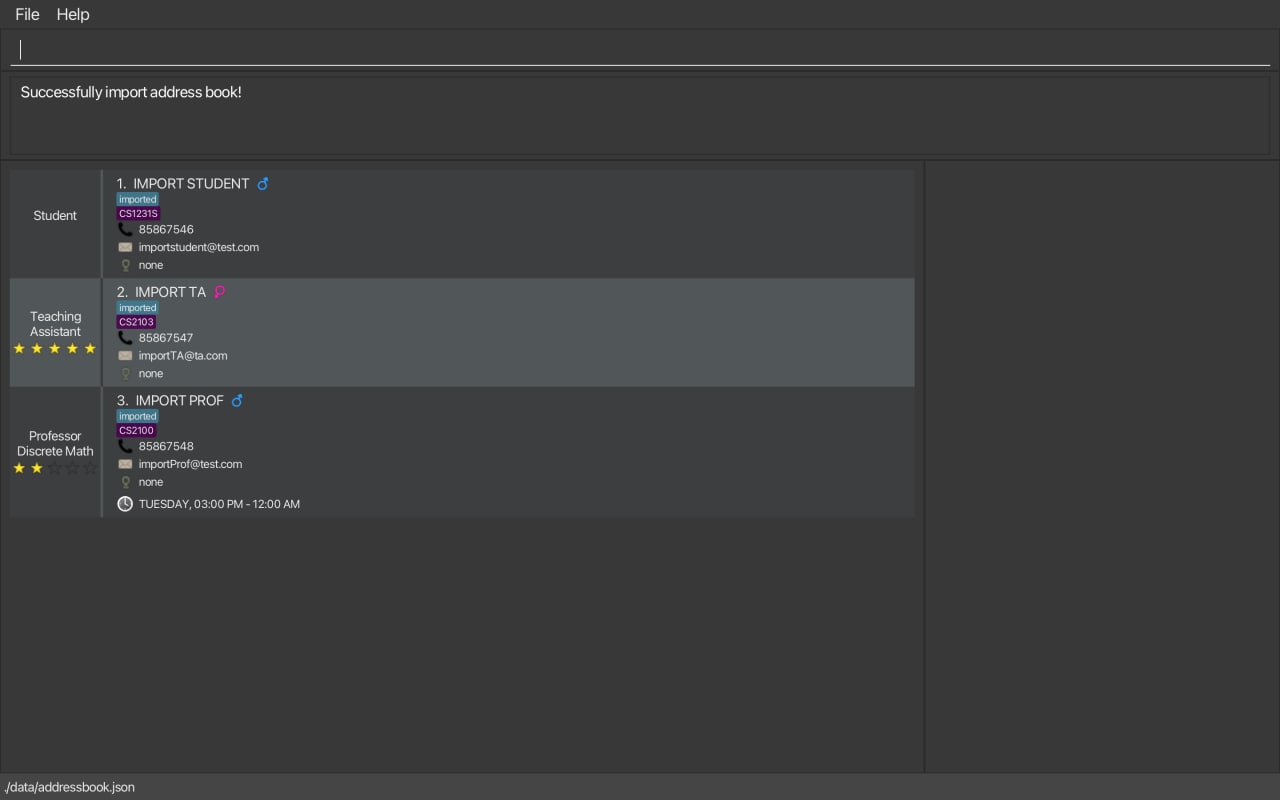 File Help
Successfully import address book!
Student
1. IMPORT STUDENT
imported
CS1231S
85867546
importstudent@test.com
none
Teaching
Assistant
2. IMPORT TA
imported
CS2103
85867547
importTA@ta.com
none
Professor
Discrete Math
3. IMPORT PROF
imported
CS2100
85867548
importProf@test.com
none
TUESDAY, 03:00 PM - 12:00 AM
./data/addressbook.json